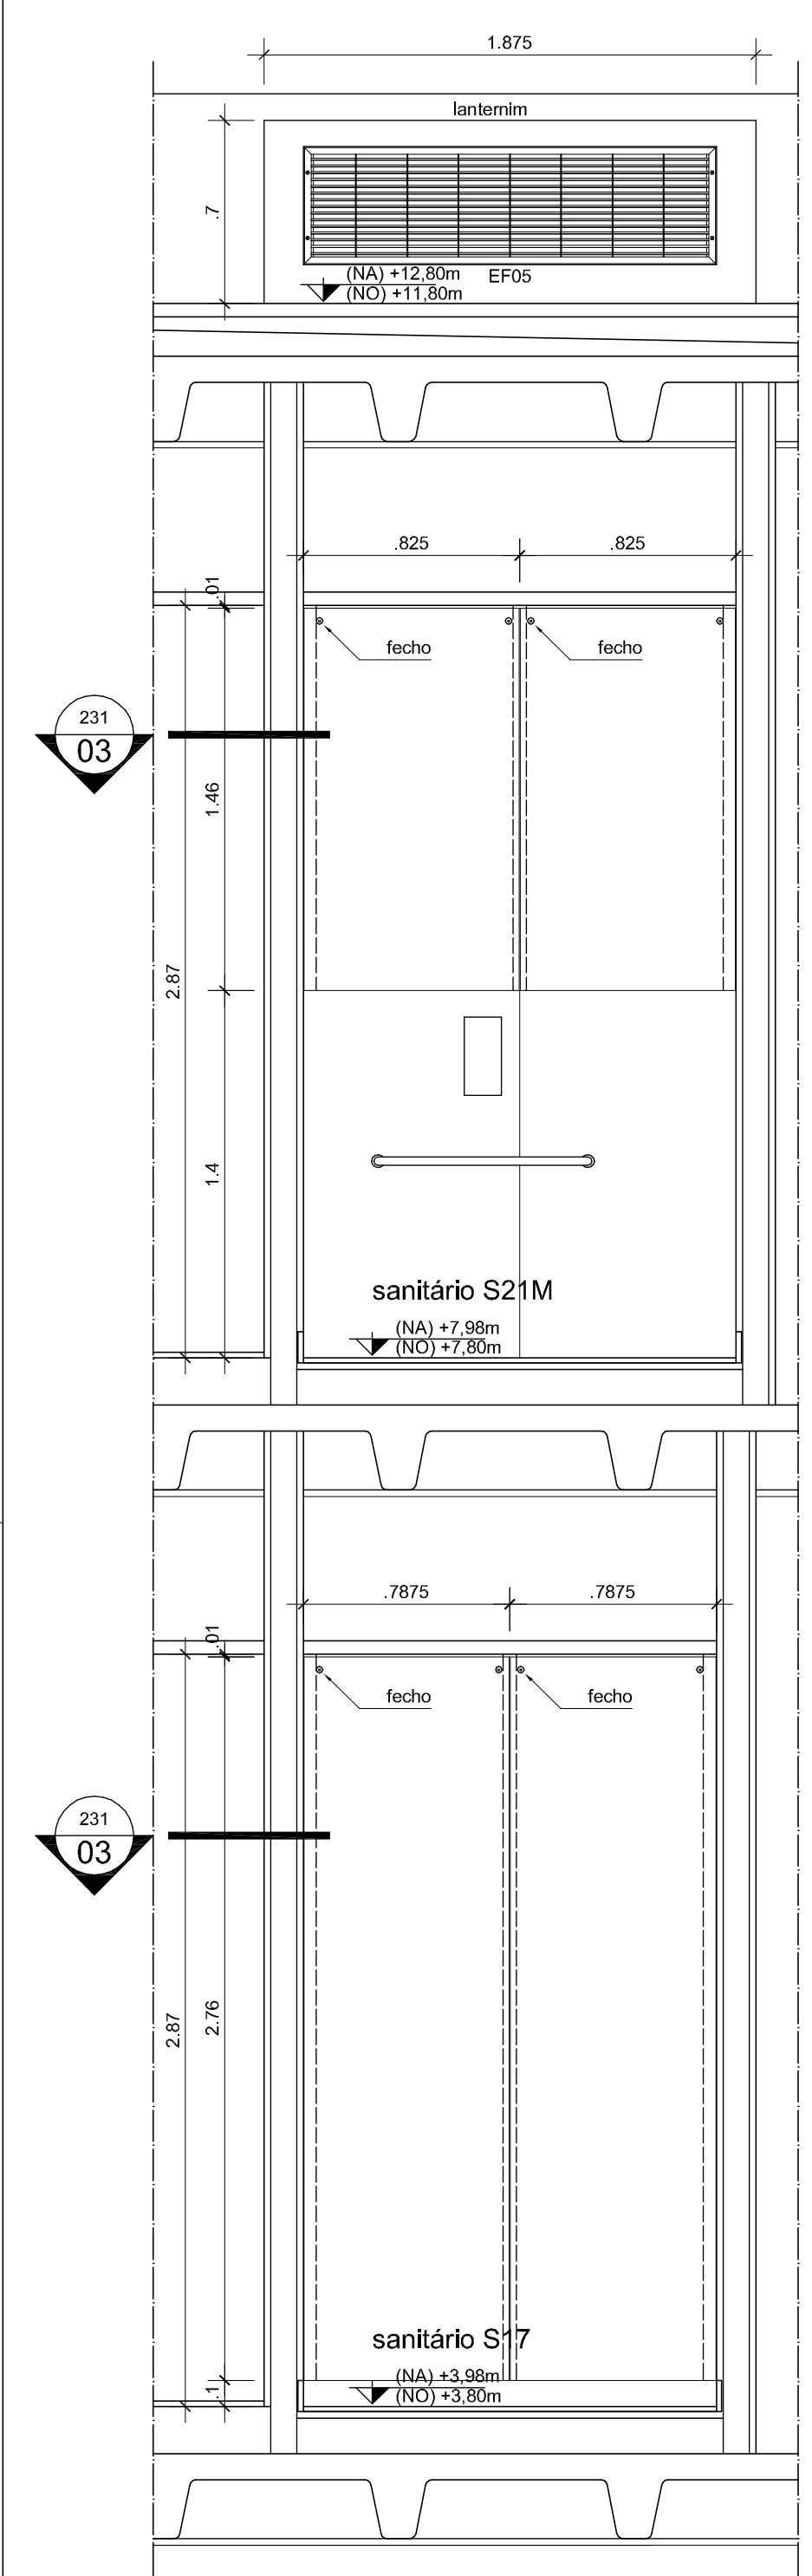 1.875
lanternim
.7
(NA) +12,80m
EF05
(NO) +11,80m
.825
.825
.01
fecho
fecho
231
03
1.46
2.87
1.4
sanitário S21M
(NA) +7,98m
(NO) +7,80m
.7875
.7875
.01
fecho
fecho
231
03
2.76
2.87
sanitário S17
(NA) +3,98m
.1
(NO) +3,80m